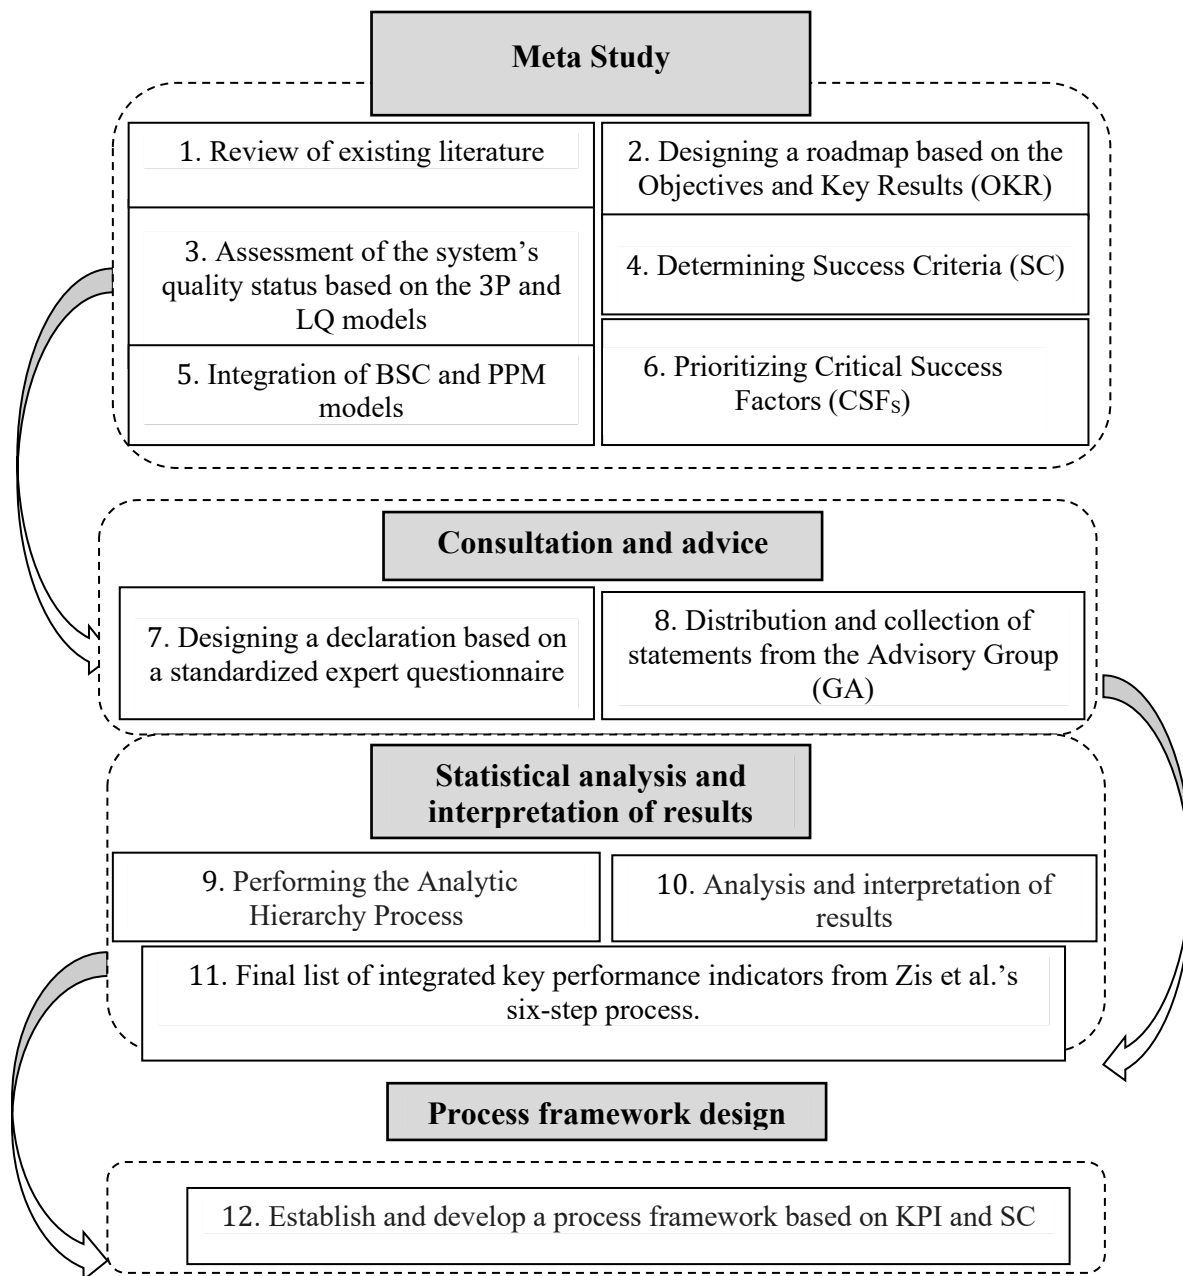 Meta Study
1. Review of existing literature
2. Designing a roadmap based on the
Objectives and Key Results (OKR)
3. Assessment of the system’s
quality status based on the 3P and
LQ models
4. Determining Success Criteria (SC)
5. Integration of BSC and PPM
models
6. Prioritizing Critical Success
Factors (CSFs)
Consultation and advice
7. Designing a declaration based on
a standardized expert questionnaire
8. Distribution and collection of
statements from the Advisory Group
(GA)
Statistical analysis and
interpretation of results
9. Performing the Analytic
Hierarchy Process
10. Analysis and interpretation of
results
11. Final list of integrated key performance indicators from Zis et al.’s
six-step process.
Process framework design
12. Establish and develop a process framework based on KPI and SC